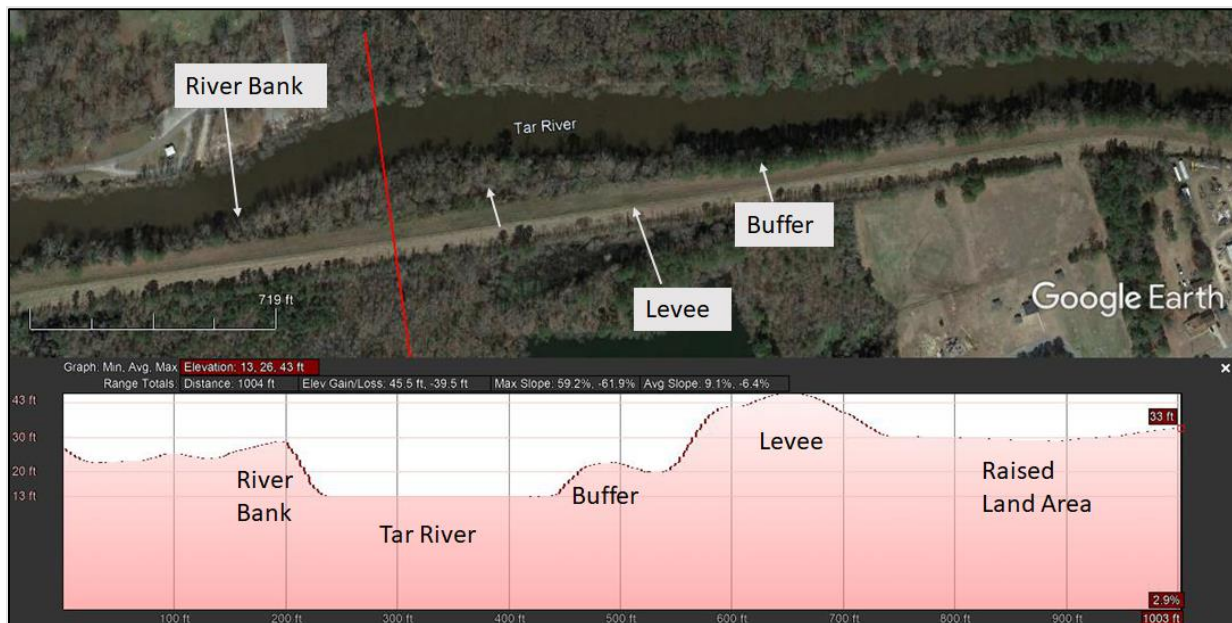 River Bank
Tar River
Buffer
Levee
719 ft
Google Earth
Graph: Min, Avg, Max Elevation: 13, 26, 43 ft
Range Totals Distance: 1004 ft Elev Gain/Loss: 45.5 ft, -39.5 ft Max Slope: 59.2%, -61.9% Avg Slope: 9.1%, -6.4%
43 ft
33 ft
30 ft
Levee
20 ft
River
Bank
Buffer
Raised
Land Area
13 ft
Tar River
2.9%
100 ft 200 ft 300 ft 400 ft 500 ft 600 ft 700 ft 800 ft 900 ft 1003 ft